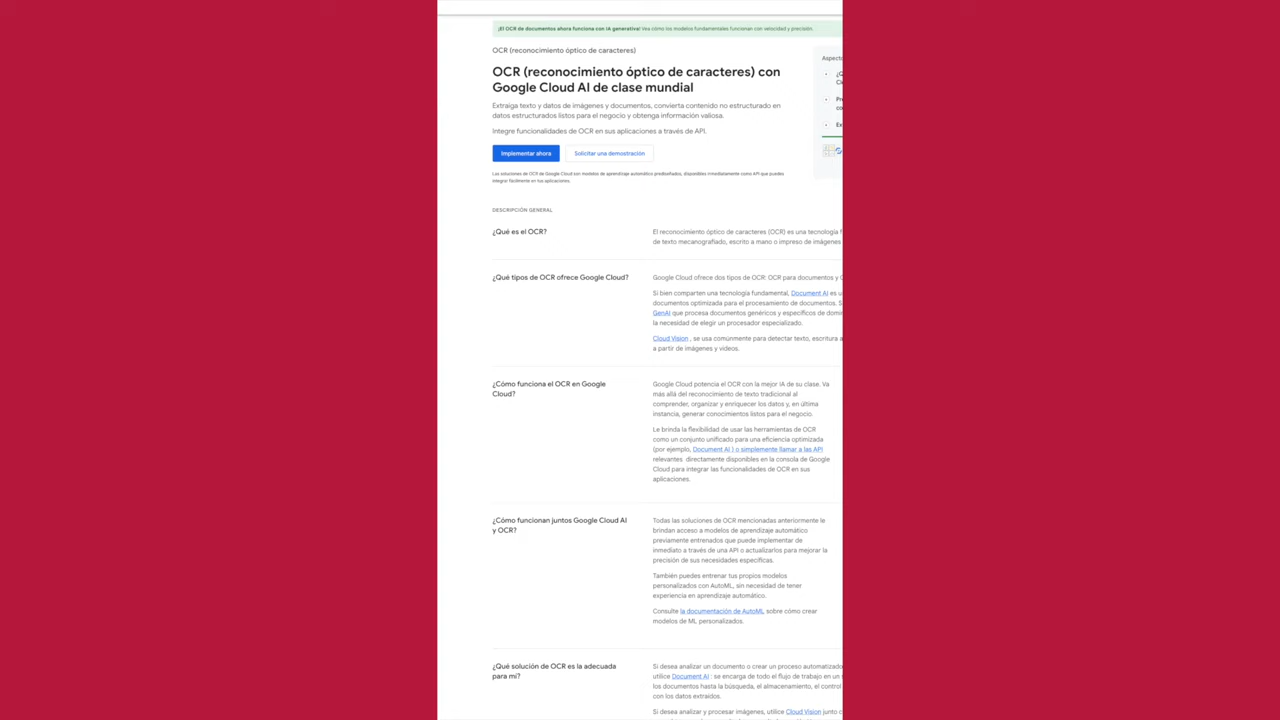 ¡El OCR de documentos ahora funciona con IA generativa! Vea cómo los modelos fundamentales funcionan con velocidad y precisión.
OCR (reconocimiento óptico de caracteres)
OCR (reconocimiento óptico de caracteres) con
Google Cloud AI de clase mundial
Extraiga texto y datos de imágenes y documentos, convierta contenido no estructurado en
datos estructurados listos para el negocio y obtenga información valiosa.
Integre funcionalidades de OCR en sus aplicaciones a través de API.
Implementar ahora
Solicitar una demostración
Las soluciones de OCR de Google Cloud son modelos de aprendizaje automático prediseñados, disponibles inmediatamente como API que puedes
integrar fácilmente en tus aplicaciones.
Aspecto
¿Q
Cl
Pr
co
Ex
DESCRIPCIÓN GENERAL
¿Qué es el OCR?
El reconocimiento óptico de caracteres (OCR) es una tecnología f
de texto mecanografiado, escrito a mano o impreso de imágenes
¿Qué tipos de OCR ofrece Google Cloud?
Google Cloud ofrece dos tipos de OCR: OCR para documentos y
Si bien comparten una tecnología fundamental, Document AI es u
documentos optimizada para el procesamiento de documentos. S
GenAI que procesa documentos genéricos y específicos de domi
la necesidad de elegir un procesador especializado.
Cloud Vision , se usa comúnmente para detectar texto, escritura a
a partir de imágenes y videos.
¿Cómo funciona el OCR en Google
Cloud?
Google Cloud potencia el OCR con la mejor IA de su clase. Va
más allá del reconocimiento de texto tradicional al
comprender, organizar y enriquecer los datos y, en última
instancia, generar conocimientos listos para el negocio.
Le brinda la flexibilidad de usar las herramientas de OCR
como un conjunto unificado para una eficiencia optimizada
(por ejemplo, Document AI ) o simplemente llamar a las API
relevantes directamente disponibles en la consola de Google
Cloud para integrar las funcionalidades de OCR en sus
aplicaciones.
¿Cómo funcionan juntos Google Cloud AI
y OCR?
Todas las soluciones de OCR mencionadas anteriormente le
brindan acceso a modelos de aprendizaje automático
previamente entrenados que puede implementar de
inmediato a través de una API o actualizarlos para mejorar la
precisión de sus necesidades específicas.
También puedes entrenar tus propios modelos
personalizados con AutoML, sin necesidad de tener
experiencia en aprendizaje automático.
Consulte la documentación de AutoML sobre cómo crear
modelos de ML personalizados.
¿Qué solución de OCR es la adecuada
para mí?
Si desea analizar un documento o crear un proceso automatizado
utilice Document AI : se encarga de todo el flujo de trabajo en un
los documentos hasta la búsqueda, el almacenamiento, el control
con los datos extraídos.
Si desea analizar y procesar imágenes, utilice Cloud Vision junto c